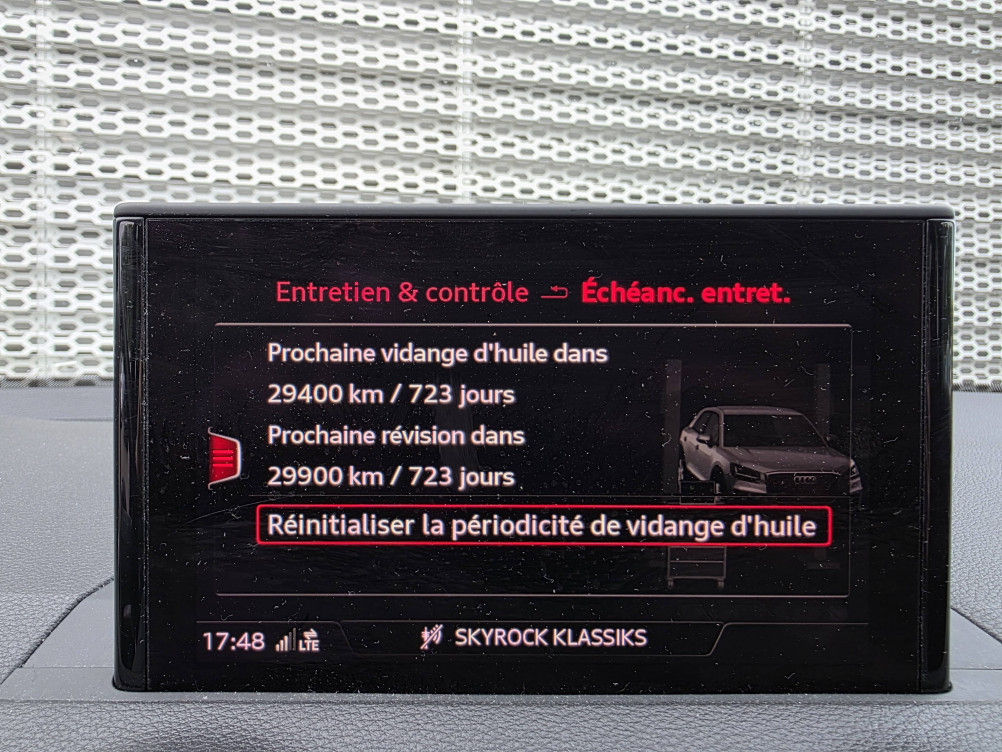 Entretien & contrôle Échéanc. entret.
Prochaine vidange d'huile dans
29400 km / 723 jours
Prochaine révision dans
29900 km / 723 jours
Réinitialiser la périodicité de vidange d'huile
17:48 LTE SKYROCK KLASSIKS